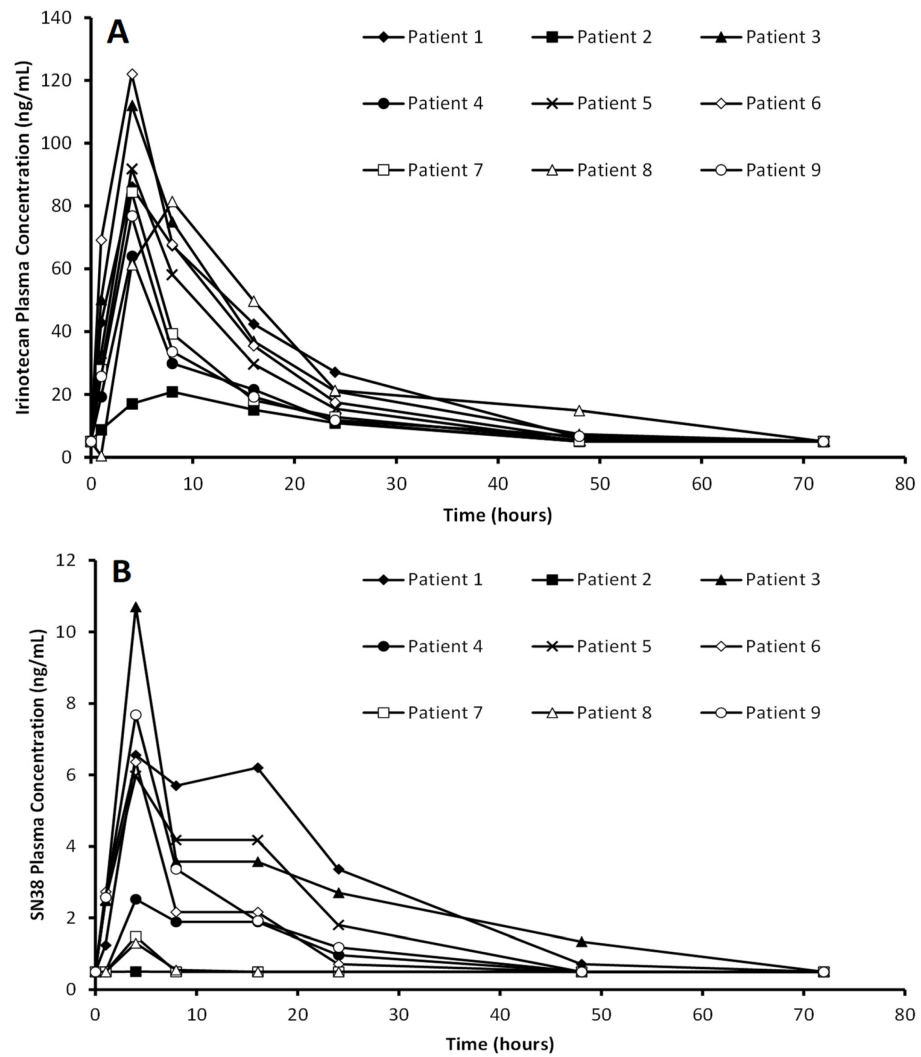 A
Irinotecan Plasma Concentration (ng/mL)
140
120
100
80
60
40
20
0
Patient 1 Patient 2 Patient 3
Patient 4 Patient 5 Patient 6
Patient 7 Patient 8 Patient 9
0 10 20 30 40 50 60 70 80
Time (hours)
B
SN38 Plasma Concentration (ng/mL)
12
10
8
6
4
2
0
Patient 1 Patient 2 Patient 3
Patient 4 Patient 5 Patient 6
Patient 7 Patient 8 Patient 9
0 10 20 30 40 50 60 70 80
Time (hours)